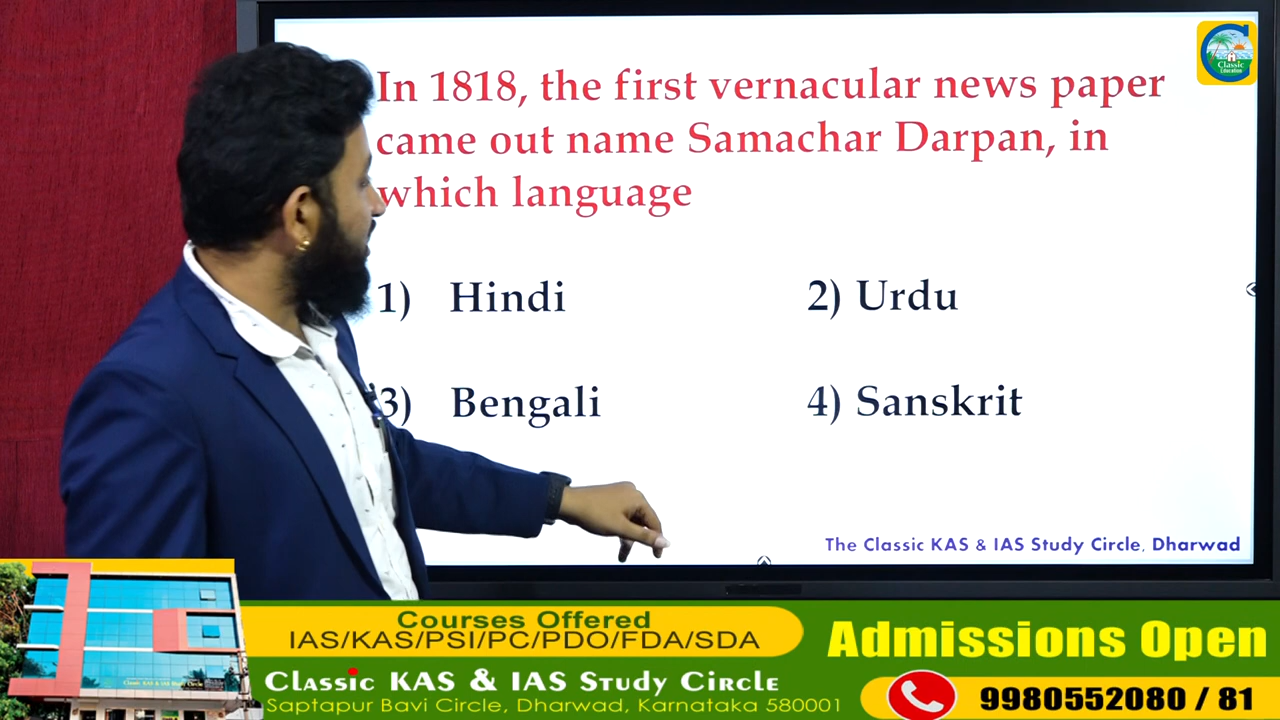 In 1818, the first vernacular news paper
came out name Samachar Darpan, in
which language
1) Hindi
2) Urdu
3) Bengali
4) Sanskrit
The Classic KAS & IAS Study Circle, Dharwad
Classic
Education
Courses Offered
IAS/KAS/PSI/PC/PDO/FDA/SDA
Classic KAS & IAS Study Circle
Saptapur Bavi Circle, Dharwad, Karnataka 580001
Admissions Open
9980552080 / 81